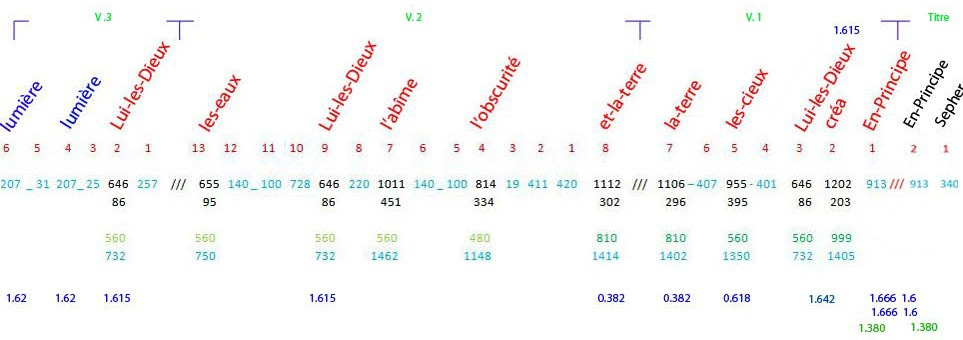 V.3 V.2 V.1 Titre
1.615
lumière lumière Lui-les-Dieux les-eaux Lui-les-Dieux l'abîme l'obscurité et-la-terre la-terre les-cieux Lui-les-Dieux créa En-Principe En-Principe Sepher
6 5 4 3 2 1 13 12 11 10 9 8 7 6 5 4 3 2 1 8 7 6 5 4 3 2 1 2 1
207 _ 31 207_ 25 646 257 /// 655 140 _ 100 728 646 220 1011 140 _ 100 814 19 411 420 1112 /// 1106 – 407 955 - 401 646 1202 913 /// 913 340
86 95 86 451 334 302 296 395 86 203
560 560 560 560 480 810 810 560 560 999
732 750 732 1462 1148 1414 1402 1350 732 1405
1.62 1.62 1.615 1.615 0.382 0.382 0.618 1.642 1.666 1.6
1.666 1.6
1.380 1.380